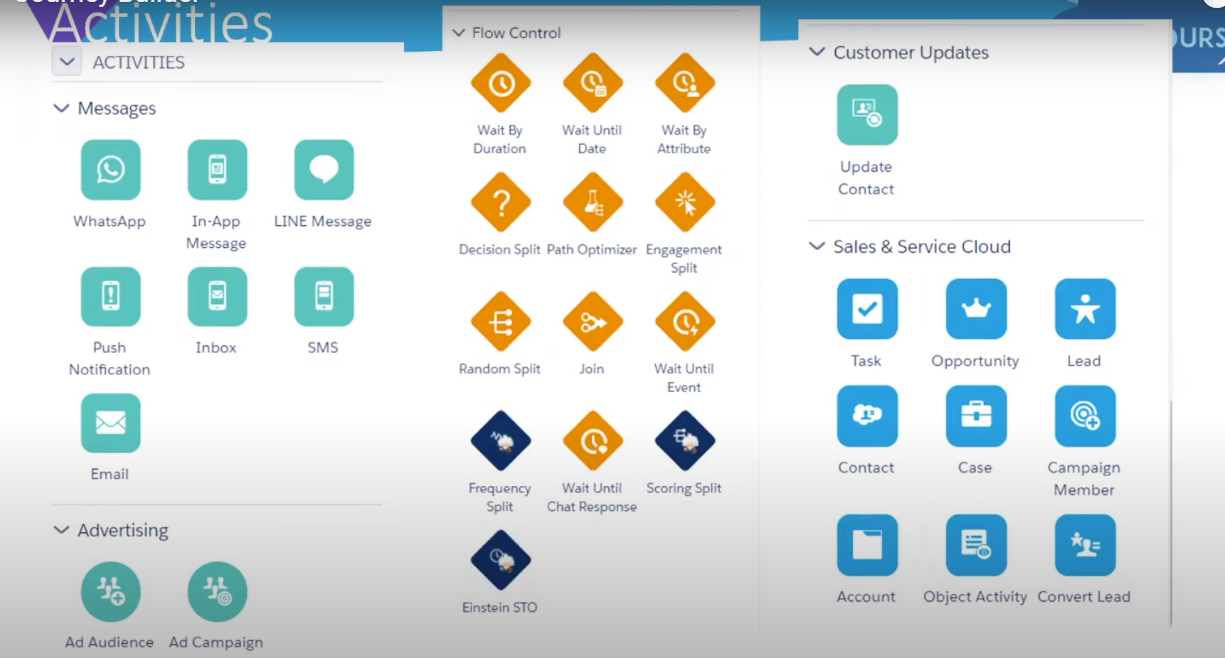 Journey Builder
Activities
ACTIVITIES
Messages
WhatsApp
In-App
Message
LINE Message
Push
Notification
Inbox
SMS
Email
Advertising
Ad Audience
Ad Campaign
Flow Control
Wait By
Duration
Wait Until
Date
Wait By
Attribute
Decision Split
Path Optimizer
Engagement
Split
Random Split
Join
Wait Until
Event
Frequency
Split
Wait Until
Chat Response
Scoring Split
Einstein STO
Customer Updates
Update
Contact
Sales & Service Cloud
Task
Opportunity
Lead
Contact
Case
Campaign
Member
Account
Object Activity
Convert Lead
OURS